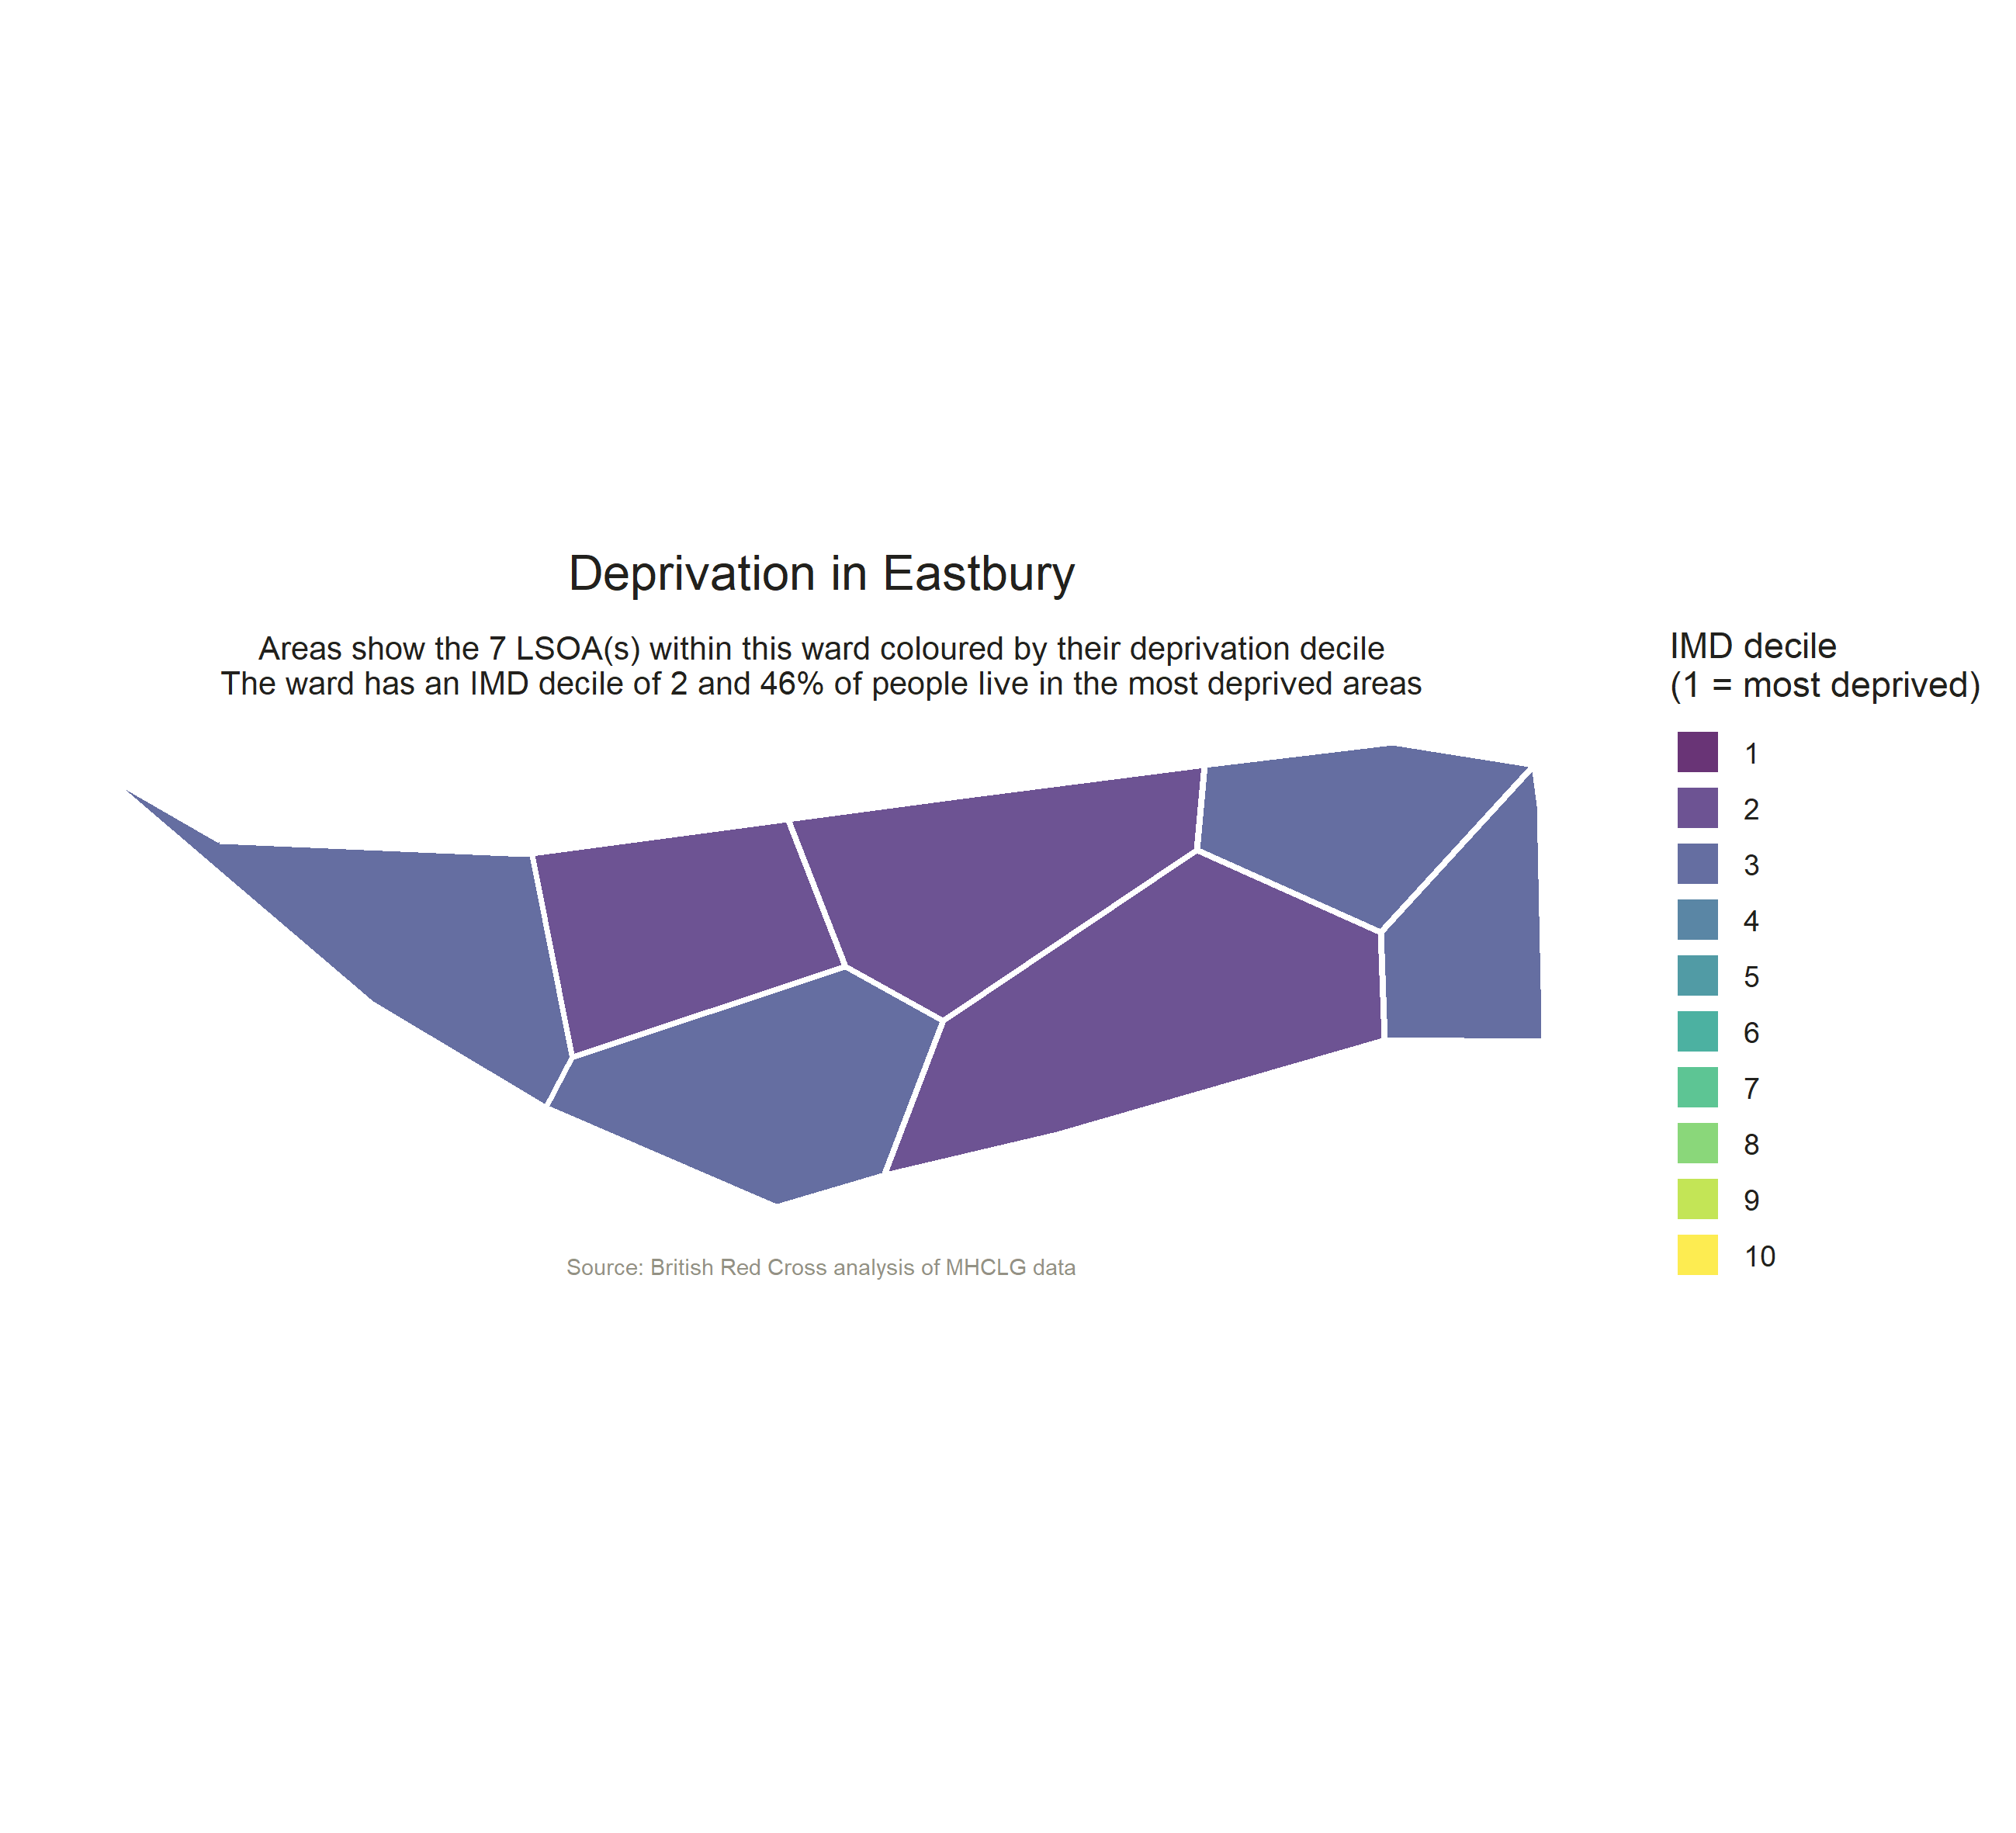 Deprivation in Eastbury
Areas show the 7 LSOA(s) within this ward coloured by their deprivation decile
The ward has an IMD decile of 2 and 46% of people live in the most deprived areas
IMD decile
(1 = most deprived)
1
2
3
4
5
6
7
8
9
10
Source: British Red Cross analysis of MHCLG data